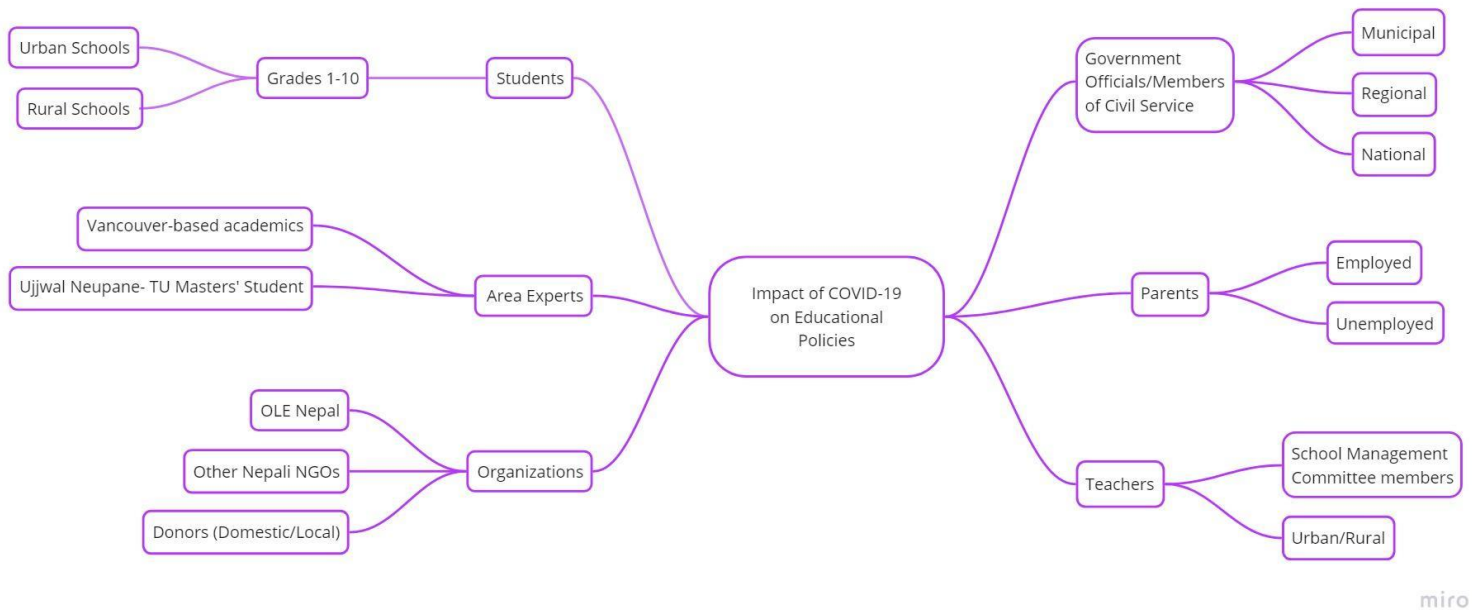 Urban Schools
Rural Schools
Grades 1-10
Students
Vancouver-based academics
Ujjwal Neupane- TU Masters' Student
Area Experts
OLE Nepal
Other Nepali NGOs
Donors (Domestic/Local)
Organizations
Impact of COVID-19
on Educational
Policies
Government
Officials/Members
of Civil Service
Municipal
Regional
National
Parents
Employed
Unemployed
Teachers
School Management
Committee members
Urban/Rural
miro